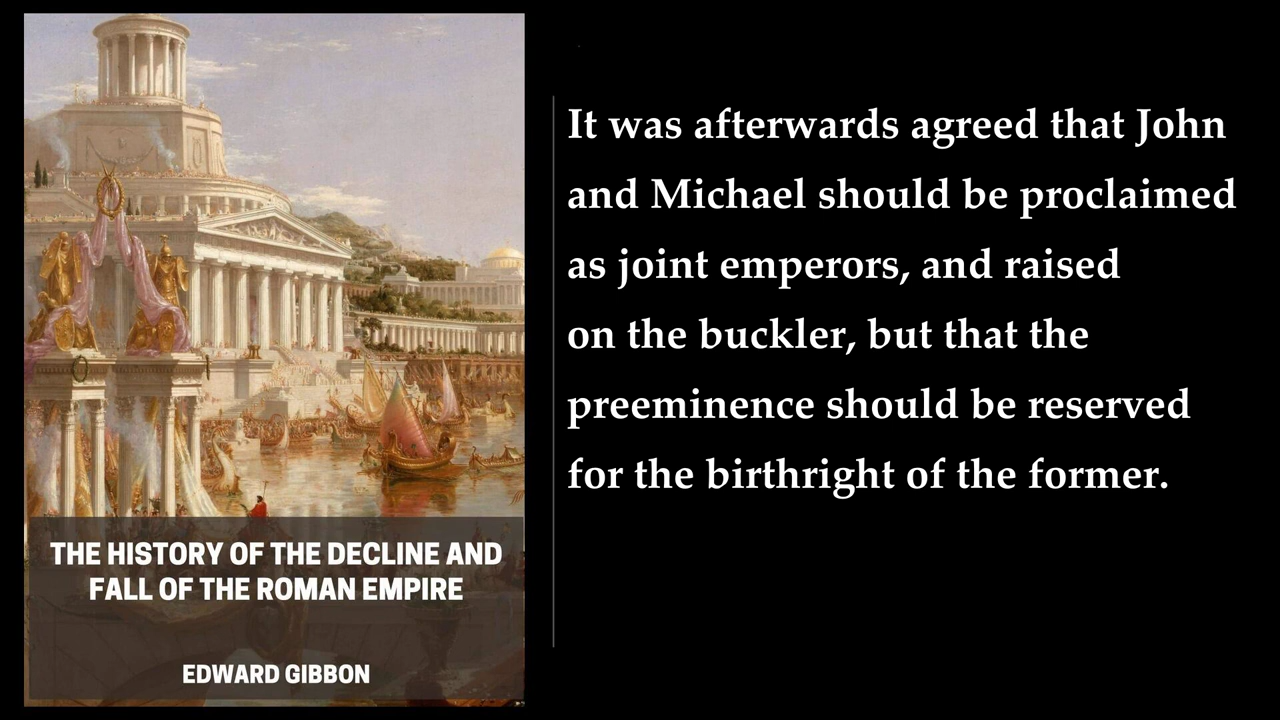 THE HISTORY OF THE DECLINE AND
FALL OF THE ROMAN EMPIRE
EDWARD GIBBON
It was afterwards agreed that John
and Michael should be proclaimed
as joint emperors, and raised
on the buckler, but that the
preeminence should be reserved
for the birthright of the former.